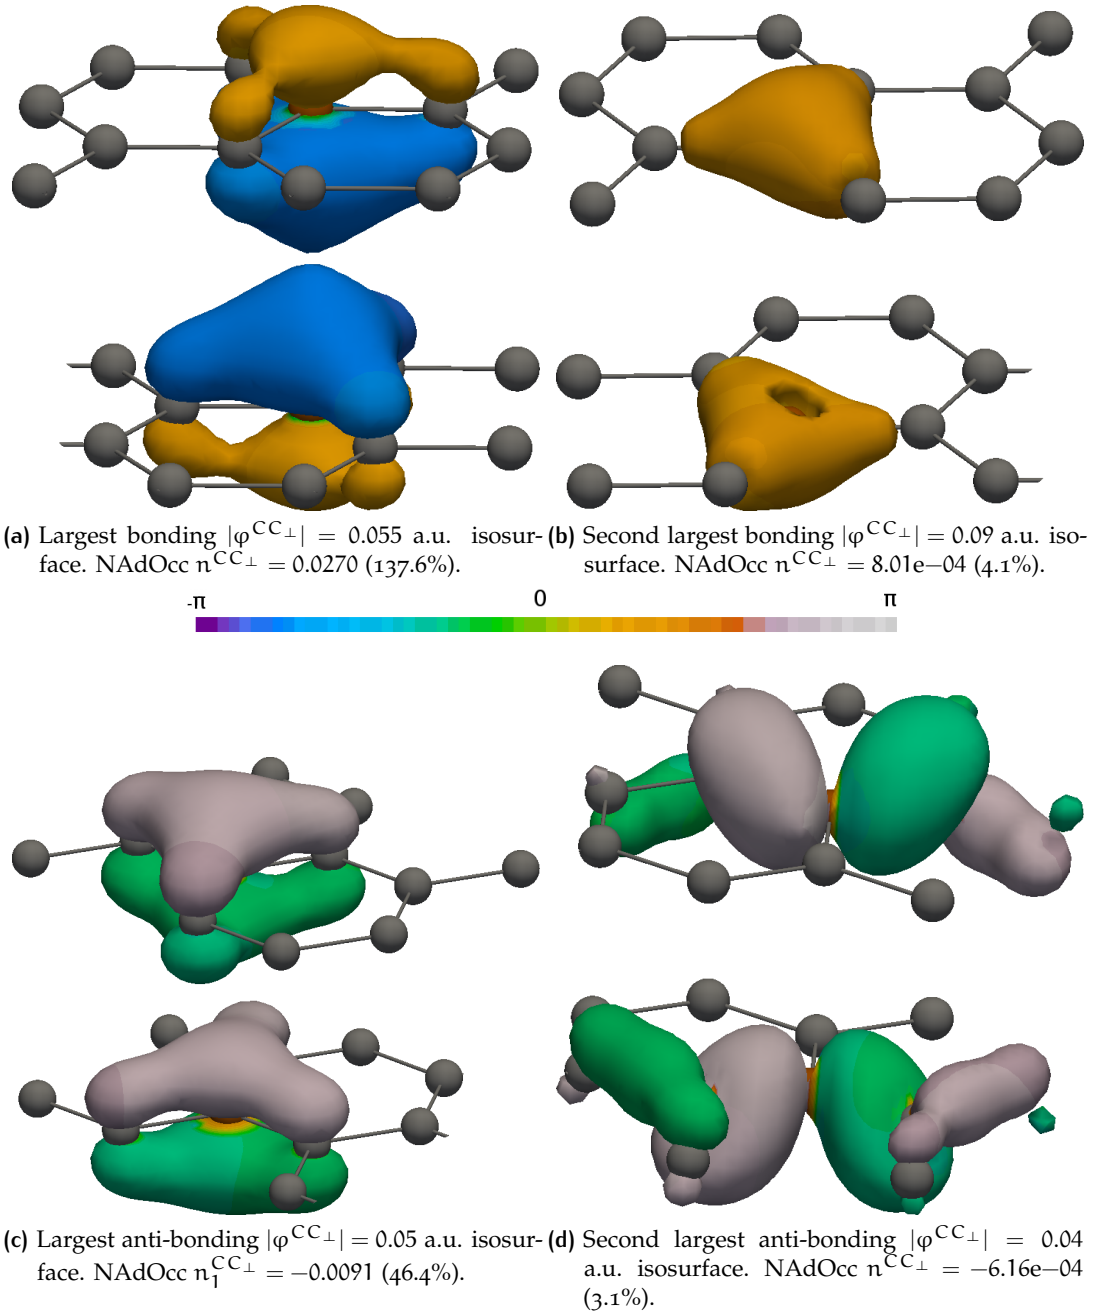 (a) Largest bonding |φ^CC⊥| = 0.055 a.u. isosur-
face. NAdOcc n^CC⊥ = 0.0270 (137.6%).
(b) Second largest bonding |φ^CC⊥| = 0.09 a.u. iso-
surface. NAdOcc n^CC⊥ = 8.01e−04 (4.1%).
-π 0 π
(c) Largest anti-bonding |φ^CC⊥| = 0.05 a.u. isosur-
face. NAdOcc n₁^CC⊥ = −0.0091 (46.4%).
(d) Second largest anti-bonding |φ^CC⊥| = 0.04
a.u. isosurface. NAdOcc n^CC⊥ = −6.16e−04
(3.1%).